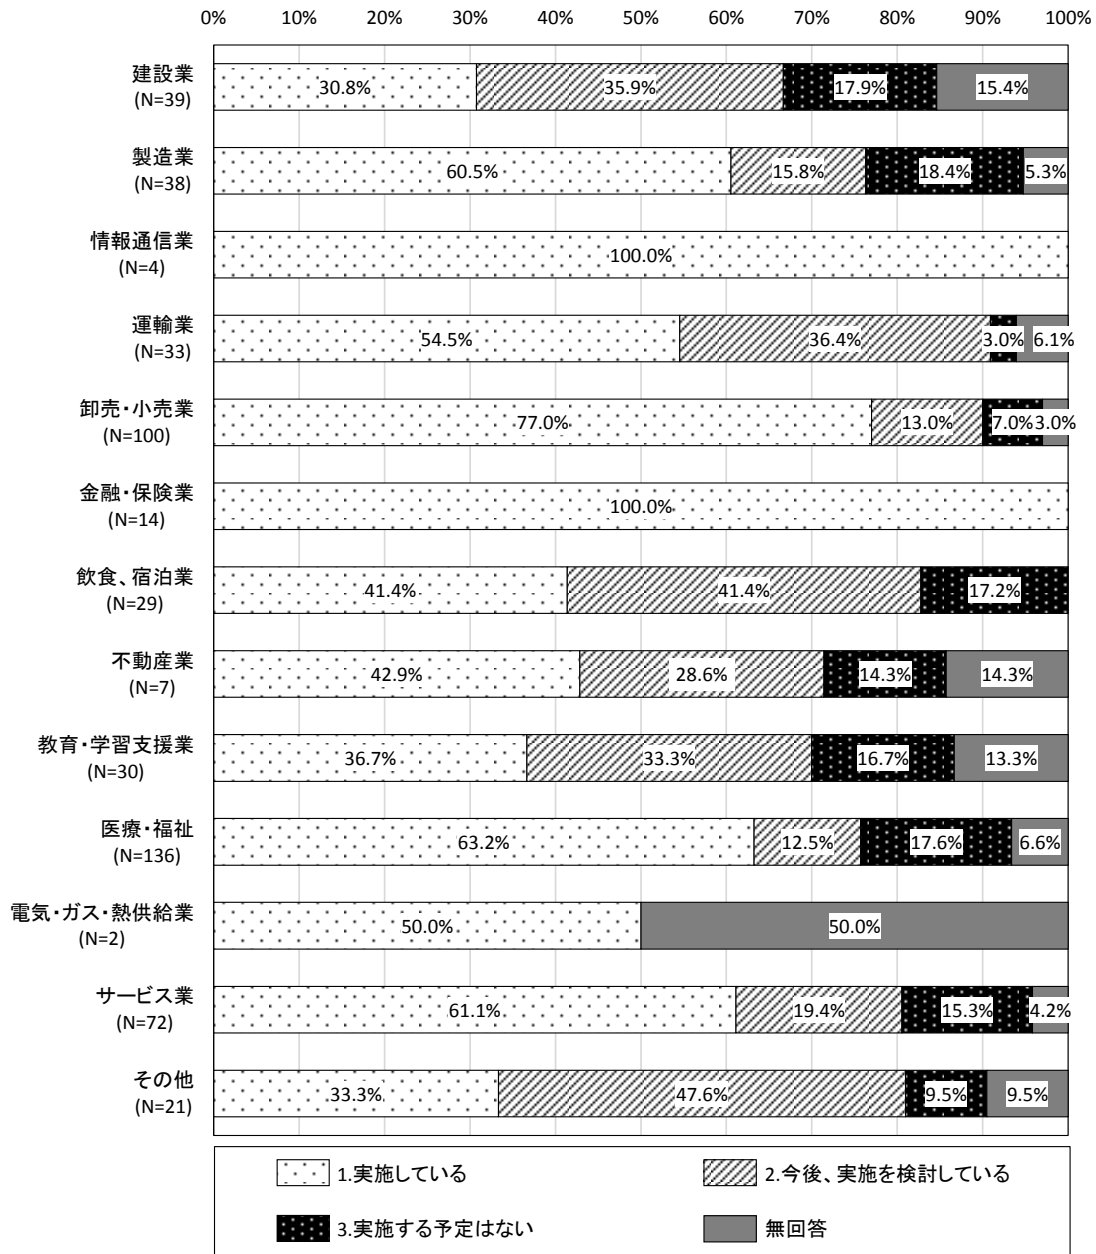 0% 10% 20% 30% 40% 50% 60% 70% 80% 90% 100%
建設業
(N=39)
30.8% 35.9% 17.9% 15.4%
製造業
(N=38)
60.5% 15.8% 18.4% 5.3%
情報通信業
(N=4)
100.0%
運輸業
(N=33)
54.5% 36.4% 3.0% 6.1%
卸売・小売業
(N=100)
77.0% 13.0% 7.0% 3.0%
金融・保険業
(N=14)
100.0%
飲食、宿泊業
(N=29)
41.4% 41.4% 17.2%
不動産業
(N=7)
42.9% 28.6% 14.3% 14.3%
教育・学習支援業
(N=30)
36.7% 33.3% 16.7% 13.3%
医療・福祉
(N=136)
63.2% 12.5% 17.6% 6.6%
電気・ガス・熱供給業
(N=2)
50.0% 50.0%
サービス業
(N=72)
61.1% 19.4% 15.3% 4.2%
その他
(N=21)
33.3% 47.6% 9.5% 9.5%
1.実施している 2.今後、実施を検討している
3.実施する予定はない 無回答